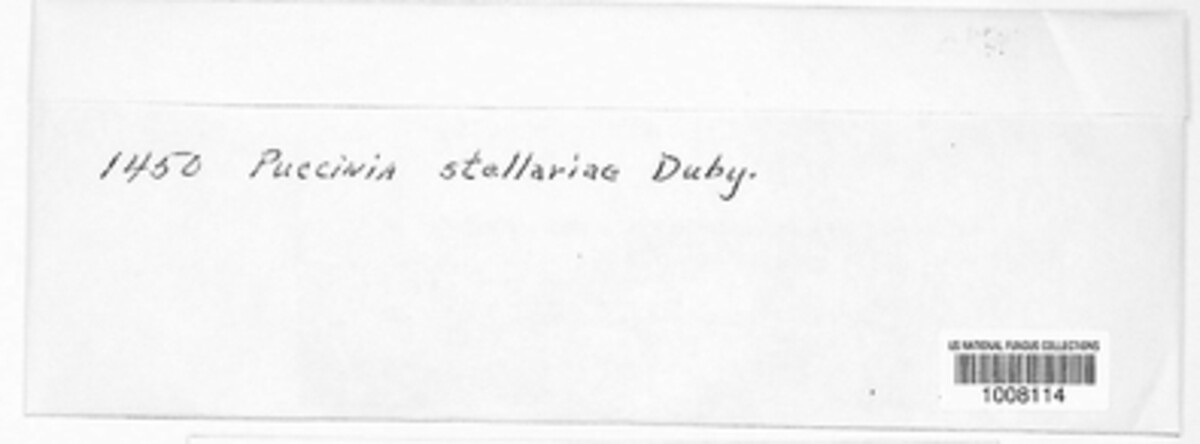 1450 Puccinia stellariae Duby.
US NATIONAL FUNGUS COLLECTIONS
1008114